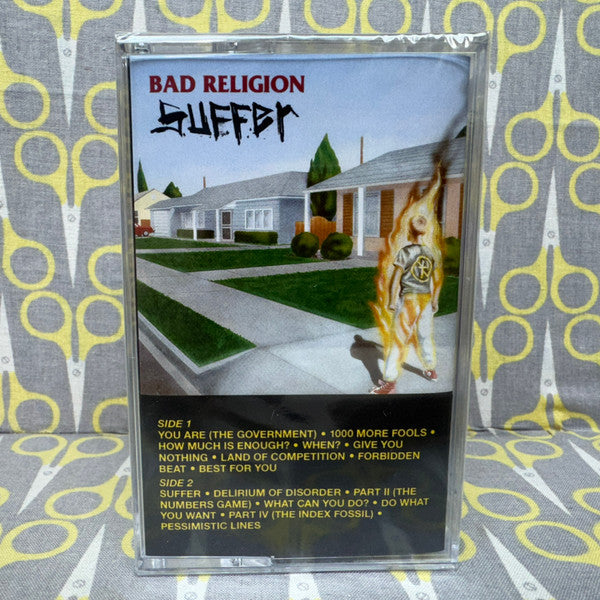 BAD RELIGION
SUFFER
SIDE 1
YOU ARE (THE GOVERNMENT) • 1000 MORE FOOLS •
HOW MUCH IS ENOUGH? • WHEN? • GIVE YOU
NOTHING • LAND OF COMPETITION • FORBIDDEN
BEAT • BEST FOR YOU
SIDE 2
SUFFER • DELIRIUM OF DISORDER • PART II (THE
NUMBERS GAME) • WHAT CAN YOU DO? • DO WHAT
YOU WANT • PART IV (THE INDEX FOSSIL) •
PESSIMISTIC LINES